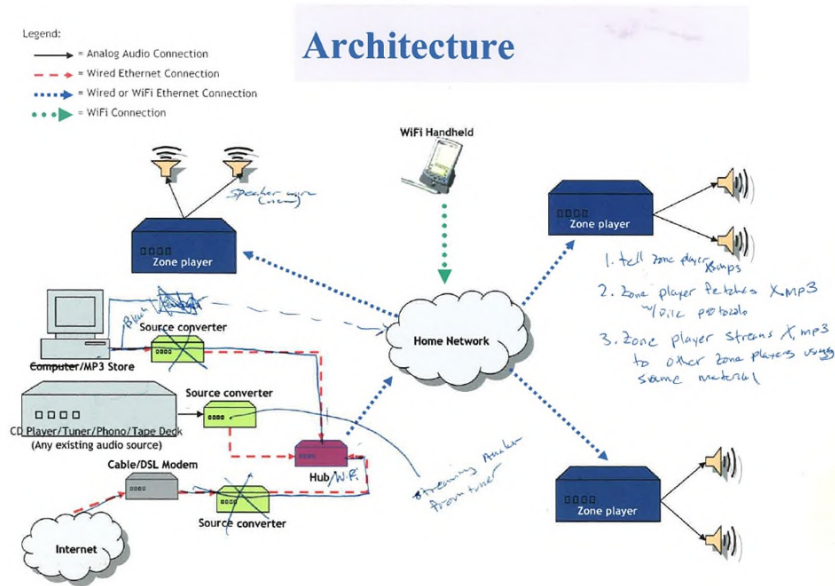 Architecture
Legend:
= Analog Audio Connection
= Wired Ethernet Connection
= Wired or WiFi Ethernet Connection
= WiFi Connection
WiFi Handheld
Speaker wire
Zone player
Zone player
1. tell zone player
2. Zone player fetches X.mp3
w/file protocol
3. Zone player streams X.mp3
to other zone players using
same material
Blue
Source converter
Computer/MP3 Store
Home Network
Source converter
CD Player/Tuner/Phono/Tape Deck
(Any existing audio source)
Hub/WiFi
Cable/DSL Modem
Streaming
from tuner
Source converter
Internet
Zone player